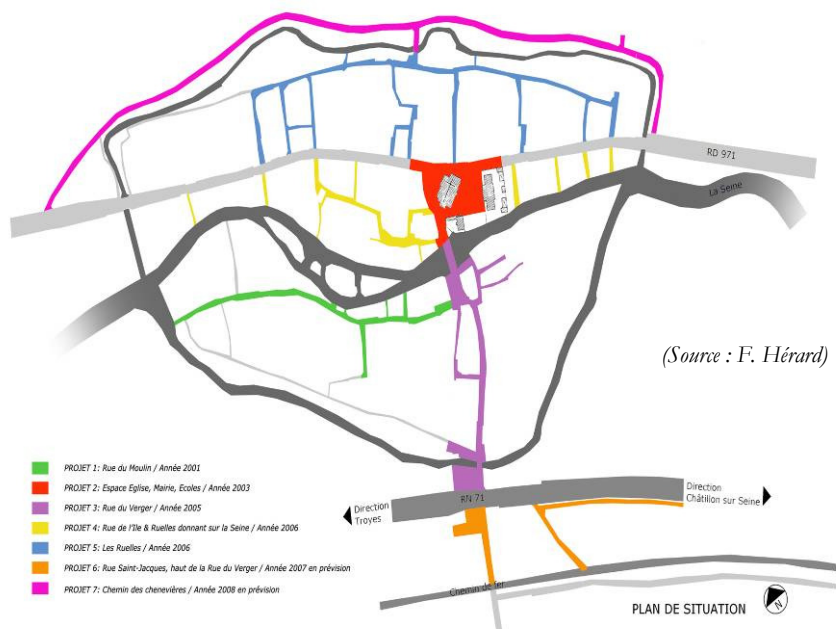 RD 971
La Seine
(Source : F. Hérard)
PROJET 1: Rue du Moulin / Année 2001
PROJET 2: Espace Eglise, Mairie, Ecoles / Année 2003
PROJET 3: Rue du Verger / Année 2005
PROJET 4: Rue de l'Ile & Ruelles donnant sur la Seine / Année 2006
PROJET 5: Les Ruelles / Année 2006
PROJET 6: Rue Saint-Jacques, haut de la Rue du Verger / Année 2007 en prévision
PROJET 7: Chemin des chenevières / Année 2008 en prévision
RN 71
Direction
Troyes
Direction
Châtillon sur Seine
Chemin de fer
PLAN DE SITUATION
N